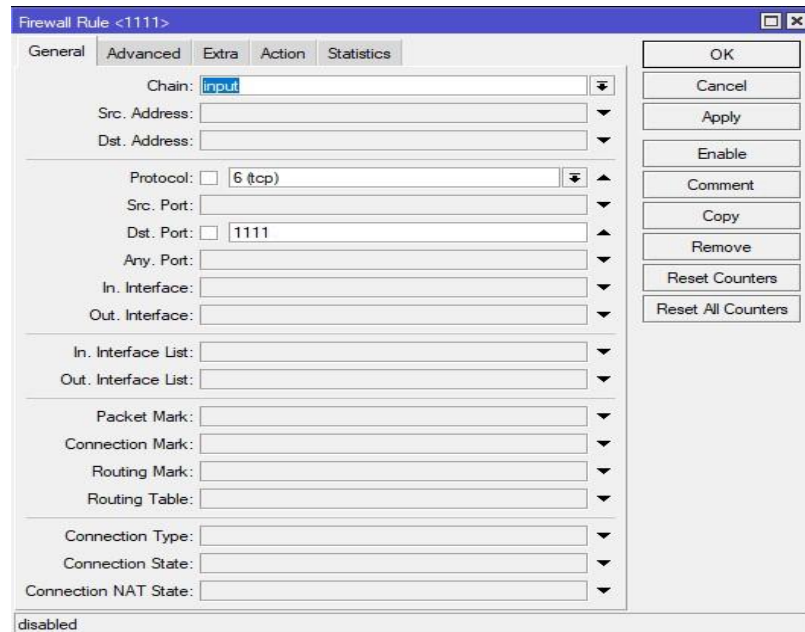 Firewall Rule <1111>
General Advanced Extra Action Statistics
Chain: input
Src. Address:
Dst. Address:
Protocol: 6 (tcp)
Src. Port:
Dst. Port: 1111
Any. Port:
In. Interface:
Out. Interface:
In. Interface List:
Out. Interface List:
Packet Mark:
Connection Mark:
Routing Mark:
Routing Table:
Connection Type:
Connection State:
Connection NAT State:
OK
Cancel
Apply
Enable
Comment
Copy
Remove
Reset Counters
Reset All Counters
disabled